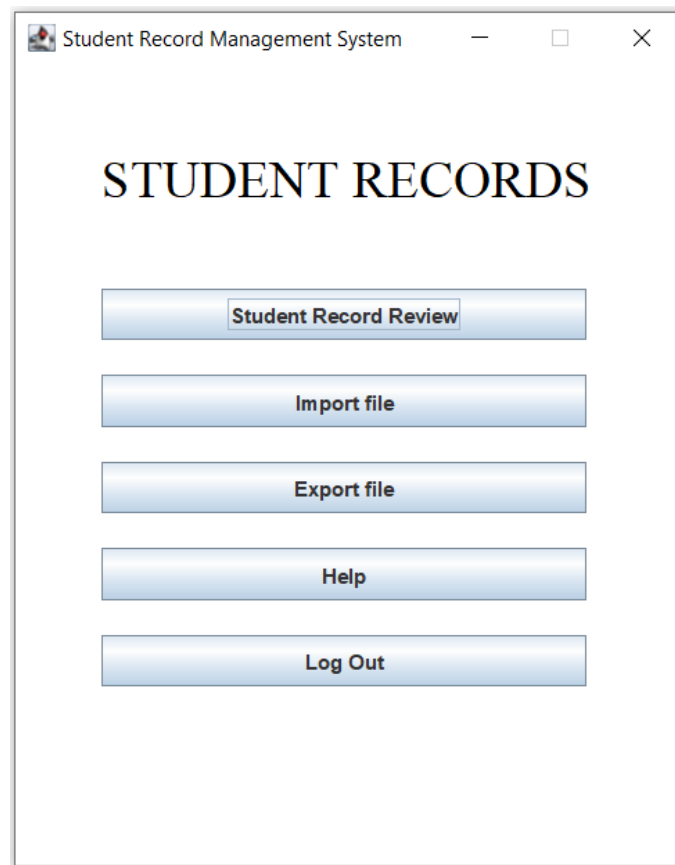 Student Record Management System
STUDENT RECORDS
Student Record Review
Import file
Export file
Help
Log Out